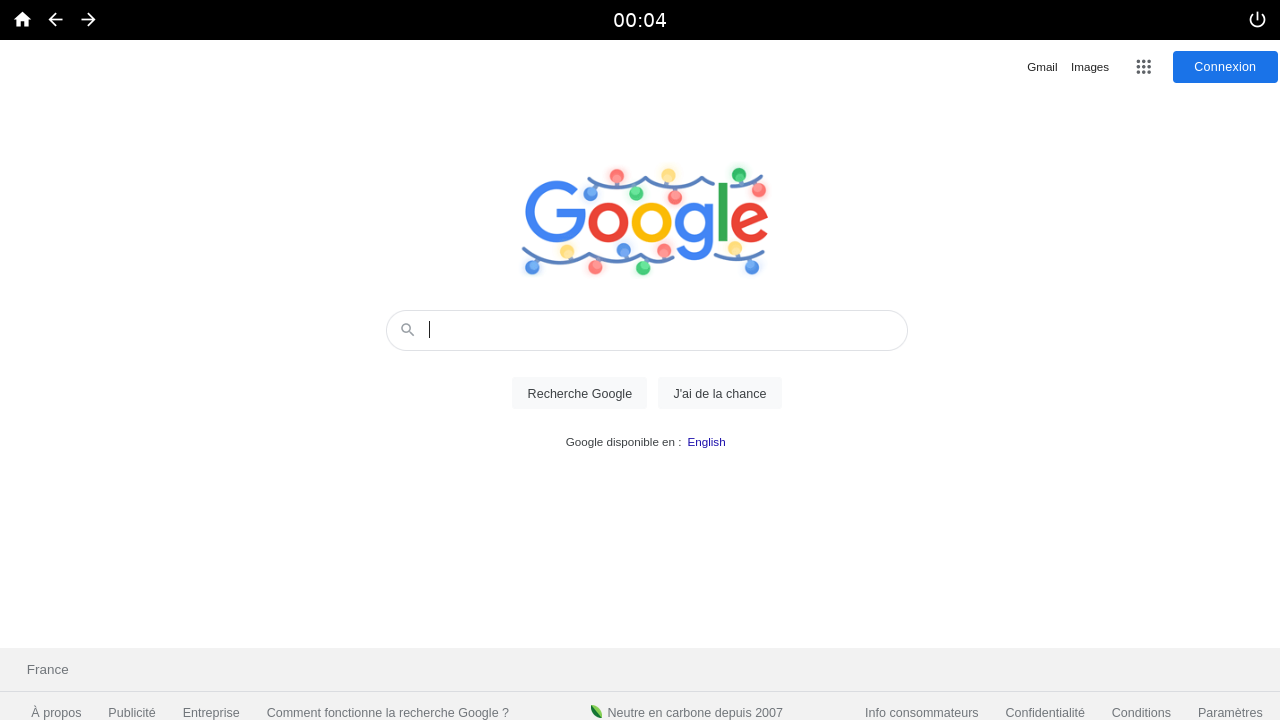 00:04
Gmail Images Connexion
Google
Recherche Google J'ai de la chance
Google disponible en : English
France
À propos Publicité Entreprise Comment fonctionne la recherche Google ? Neutre en carbone depuis 2007 Info consommateurs Confidentialité Conditions Paramètres